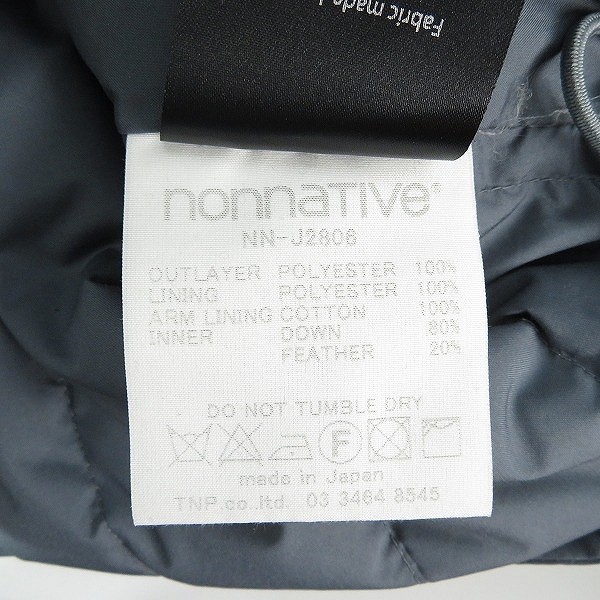 Fabric made
nonnative®
NN-J2806
OUTLAYER POLYESTER 100%
LINING POLYESTER 100%
ARM LINING COTTON 100%
INNER DOWN 80%
FEATHER 20%
DO NOT TUMBLE DRY
F
made in Japan
TNP.co.ltd. 03 3464 8545